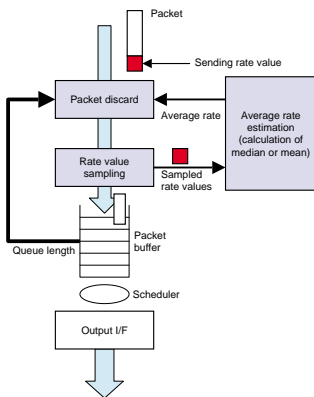 Packet
Sending rate value
Packet discard
Average rate
Average rate
estimation
(calculation of
median or mean)
Rate value
sampling
Sampled
rate values
Packet
buffer
Queue length
Scheduler
Output I/F